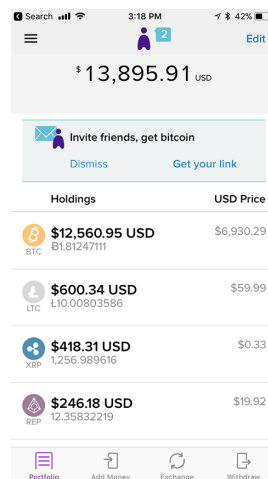 Search 3:18 PM 42%
2 Edit
$13,895.91 USD
Invite friends, get bitcoin
Dismiss Get your link
Holdings USD Price
$12,560.95 USD $6,930.29
BTC Ƀ1.81247111
$600.34 USD $59.99
LTC Ł10.00803586
$418.31 USD $0.33
XRP 1,256.989616
$246.18 USD $19.92
REP 12.35832219
Portfolio Add Money Exchange Withdraw